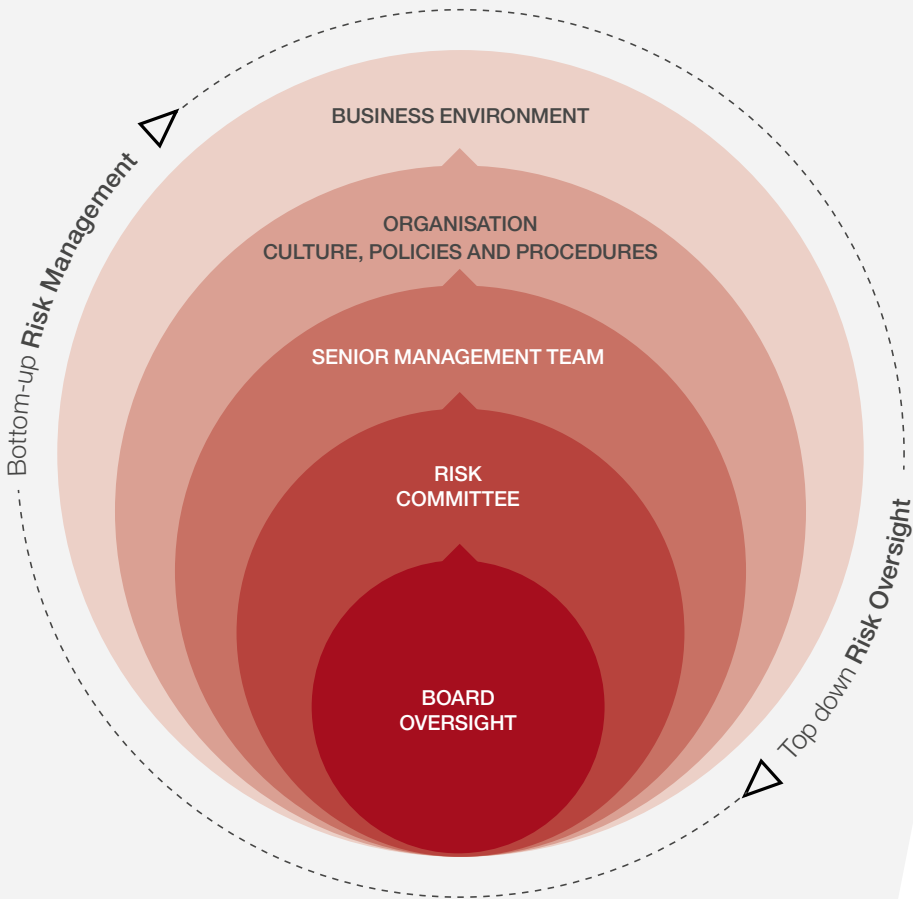 BUSINESS ENVIRONMENT
ORGANISATION
CULTURE, POLICIES AND PROCEDURES
SENIOR MANAGEMENT TEAM
RISK
COMMITTEE
BOARD
OVERSIGHT
Bottom-up Risk Management
Top down Risk Oversight